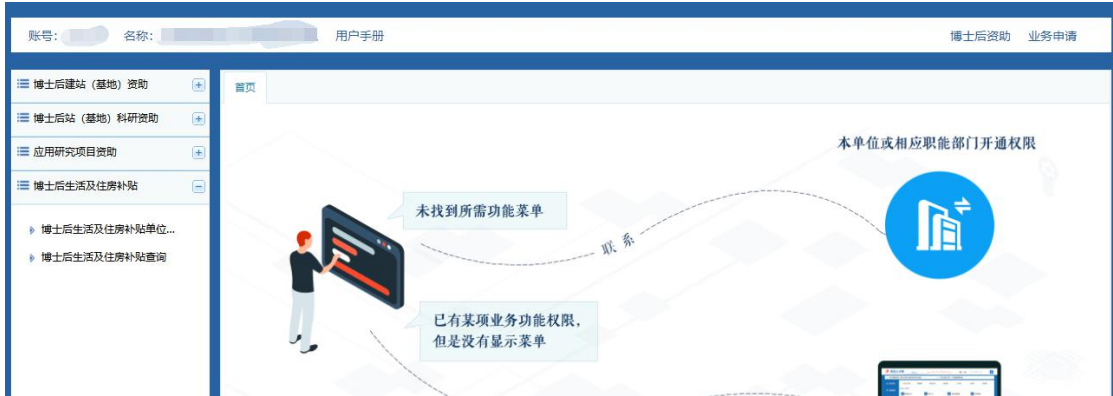 账号： 名称： 用户手册 博士后资助 业务申请
博士后建站（基地）资助
博士后站（基地）科研资助
应用研究项目资助
博士后生活及住房补贴
博士后生活及住房补贴单位...
博士后生活及住房补贴查询
首页
本单位或相应职能部门开通权限
未找到所需功能菜单
联系
已有某项业务功能权限，
但是没有显示菜单